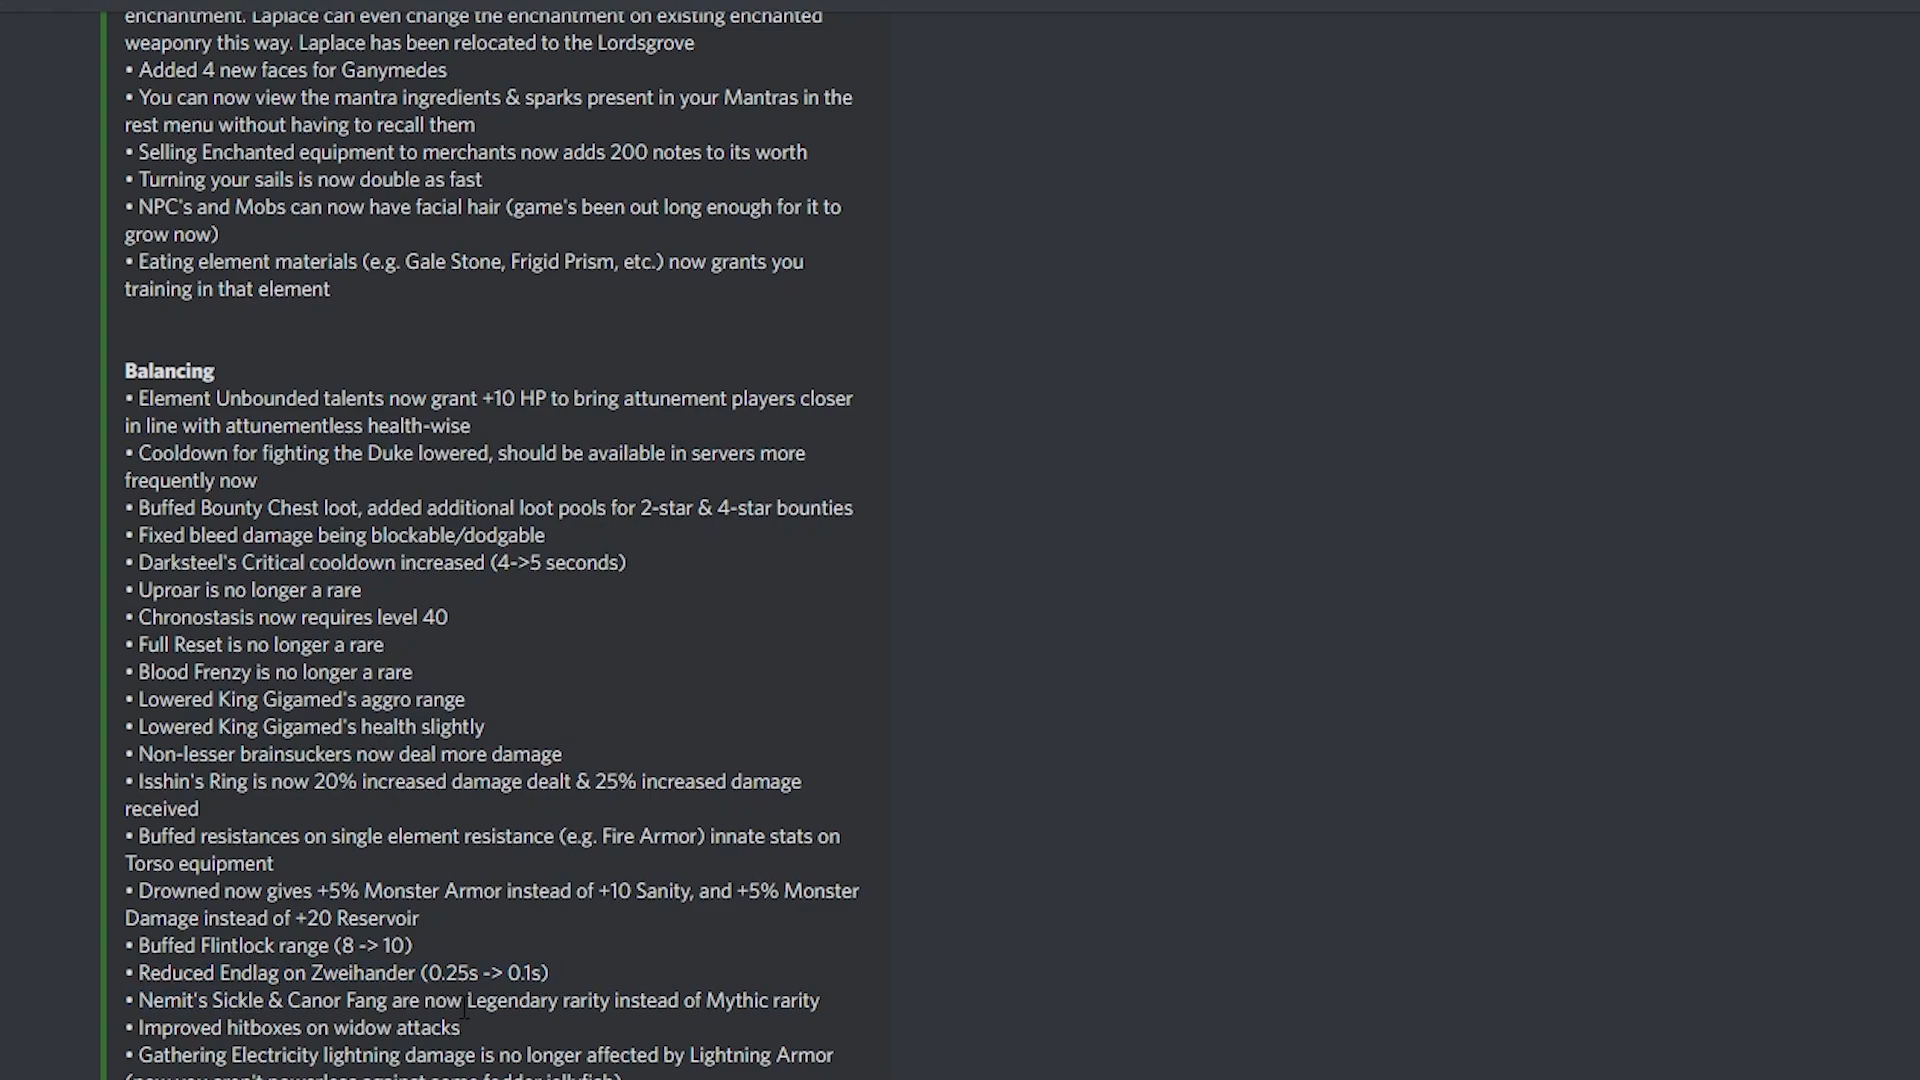 enchantment. Laplace can even change the enchantment on existing enchanted
weaponry this way. Laplace has been relocated to the Lordsgrove
• Added 4 new faces for Ganymedes
• You can now view the mantra ingredients & sparks present in your Mantras in the
rest menu without having to recall them
• Selling Enchanted equipment to merchants now adds 200 notes to its worth
• Turning your sails is now double as fast
• NPC's and Mobs can now have facial hair (game's been out long enough for it to
grow now)
• Eating element materials (e.g. Gale Stone, Frigid Prism, etc.) now grants you
training in that element
Balancing
• Element Unbounded talents now grant +10 HP to bring attunement players closer
in line with attunementless health-wise
• Cooldown for fighting the Duke lowered, should be available in servers more
frequently now
• Buffed Bounty Chest loot, added additional loot pools for 2-star & 4-star bounties
• Fixed bleed damage being blockable/dodgable
• Darksteel's Critical cooldown increased (4->5 seconds)
• Uproar is no longer a rare
• Chronostasis now requires level 40
• Full Reset is no longer a rare
• Blood Frenzy is no longer a rare
• Lowered King Gigamed's aggro range
• Lowered King Gigamed's health slightly
• Non-lesser brainsuckers now deal more damage
• Isshin's Ring is now 20% increased damage dealt & 25% increased damage
received
• Buffed resistances on single element resistance (e.g. Fire Armor) innate stats on
Torso equipment
• Drowned now gives +5% Monster Armor instead of +10 Sanity, and +5% Monster
Damage instead of +20 Reservoir
• Buffed Flintlock range (8 -> 10)
• Reduced Endlag on Zweihander (0.25s -> 0.1s)
• Nemit's Sickle & Canor Fang are now Legendary rarity instead of Mythic rarity
• Improved hitboxes on widow attacks
• Gathering Electricity lightning damage is no longer affected by Lightning Armor